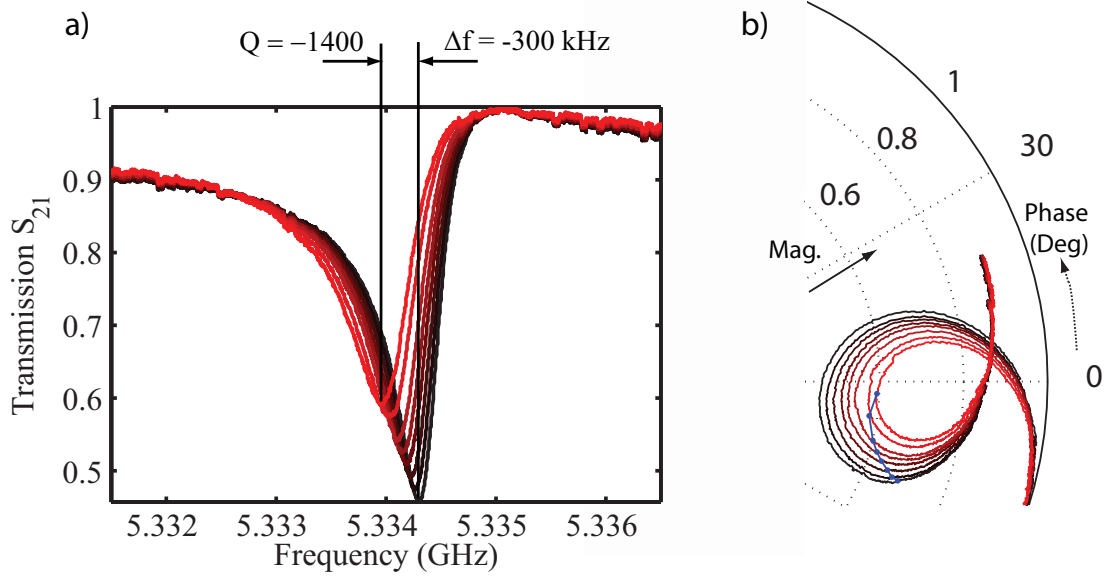 a)
Q = −1400
Δf = -300 kHz
1
0.9
0.8
0.7
0.6
0.5
Transmission S21
5.332
5.333
5.334
5.335
5.336
Frequency (GHz)
b)
1
0.8
30
0.6
Phase
(Deg)
Mag.
0